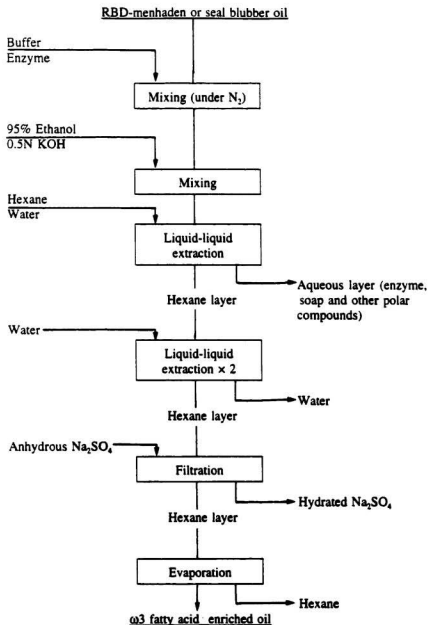 RBD-menhaden or seal blubber oil
Buffer
Enzyme
Mixing (under N₂)
95% Ethanol
0.5N KOH
Mixing
Hexane
Water
Liquid-liquid
extraction
Aqueous layer (enzyme,
soap and other polar
compounds)
Hexane layer
Water
Liquid-liquid
extraction × 2
Water
Hexane layer
Anhydrous Na₂SO₄
Filtration
Hydrated Na₂SO₄
Hexane layer
Evaporation
Hexane
ω3 fatty acid enriched oil